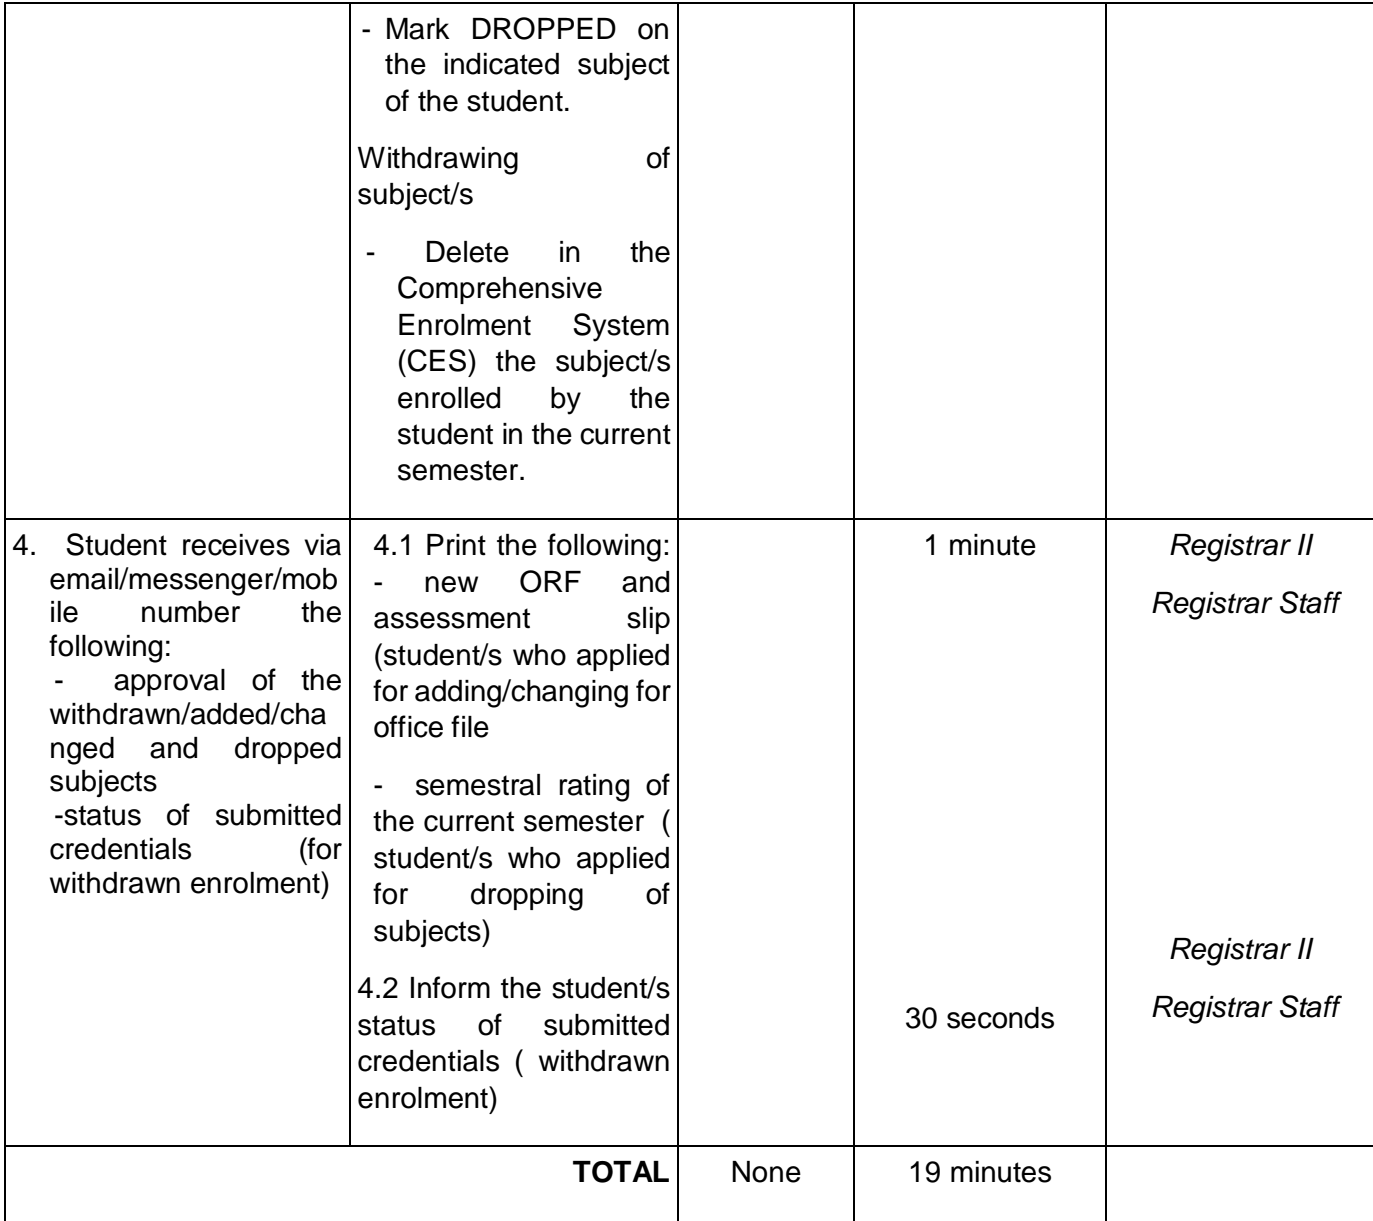 - Mark DROPPED on
the indicated subject
of the student.
Withdrawing of
subject/s
- Delete in the
Comprehensive
Enrolment System
(CES) the subject/s
enrolled by the
student in the current
semester.
4. Student receives via
email/messenger/mob
ile number the
following:
- approval of the
withdrawn/added/cha
nged and dropped
subjects
-status of submitted
credentials (for
withdrawn enrolment)
4.1 Print the following:
- new ORF and
assessment slip
(student/s who applied
for adding/changing for
office file
- semestral rating of
the current semester (
student/s who applied
for dropping of
subjects)
4.2 Inform the student/s
status of submitted
credentials ( withdrawn
enrolment)
1 minute
30 seconds
Registrar II
Registrar Staff
Registrar II
Registrar Staff
TOTAL None 19 minutes